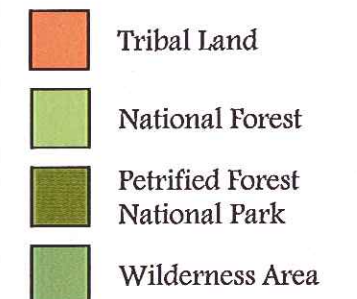 Tribal Land
National Forest
Petrified Forest
National Park
Wilderness Area